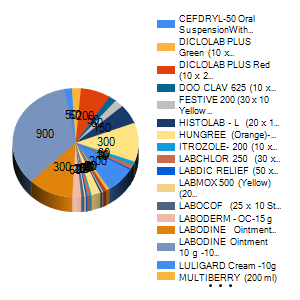 CEFDRYL-50 Oral
SuspensionWith...
DICLOLAB PLUS
Green (10 x...
DICLOLAB PLUS Red
(10 x 2...
DOO CLAV 625 (10 x...
FESTIVE 200 (30 x 10
Yellow...
HISTOLAB - L (20 x 1...
HUNGREE (Orange)-...
ITROZOLE- 200 (10 x...
LABCHLOR 250 (30 x...
LABDIC RELIEF (50 x...
LABMOX 500 (Yellow)
(20...
LABOCOF (25 x 10 St...
LABODERM - OC-15 g
LABODINE Ointment...
LABODINE Ointment
10 g -10...
LULIGARD Cream -10g
MULTIBERRY (200 ml)
900
300
300
200
150